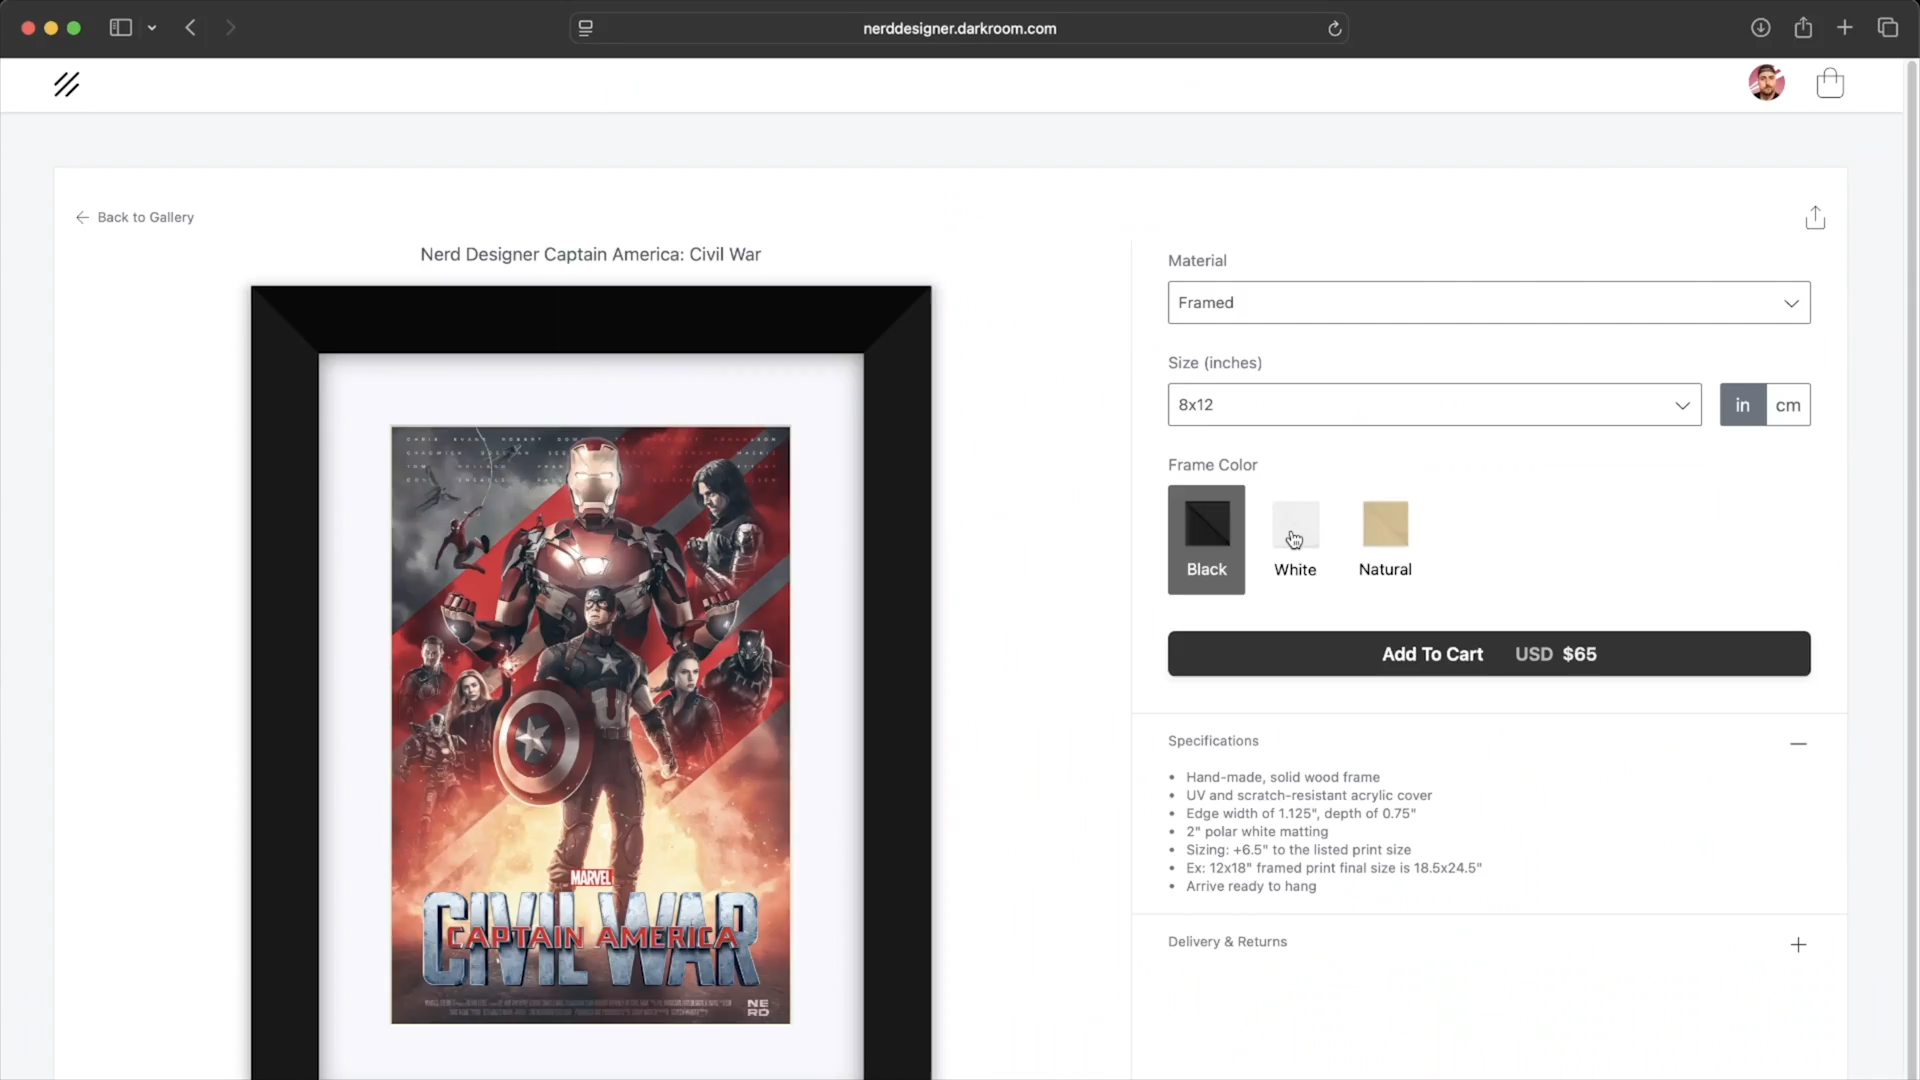 nerddesigner.darkroom.com
Back to Gallery
Nerd Designer Captain America: Civil War
MARVEL
CIVIL WAR
CAPTAIN AMERICA
NE
RD
Material
Framed
Size (inches)
8x12
in
cm
Frame Color
Black
White
Natural
Add To Cart USD $65
Specifications
• Hand-made, solid wood frame
• UV and scratch-resistant acrylic cover
• Edge width of 1.125", depth of 0.75"
• 2" polar white matting
• Sizing: +6.5" to the listed print size
• Ex: 12x18" framed print final size is 18.5x24.5"
• Arrive ready to hang
Delivery & Returns